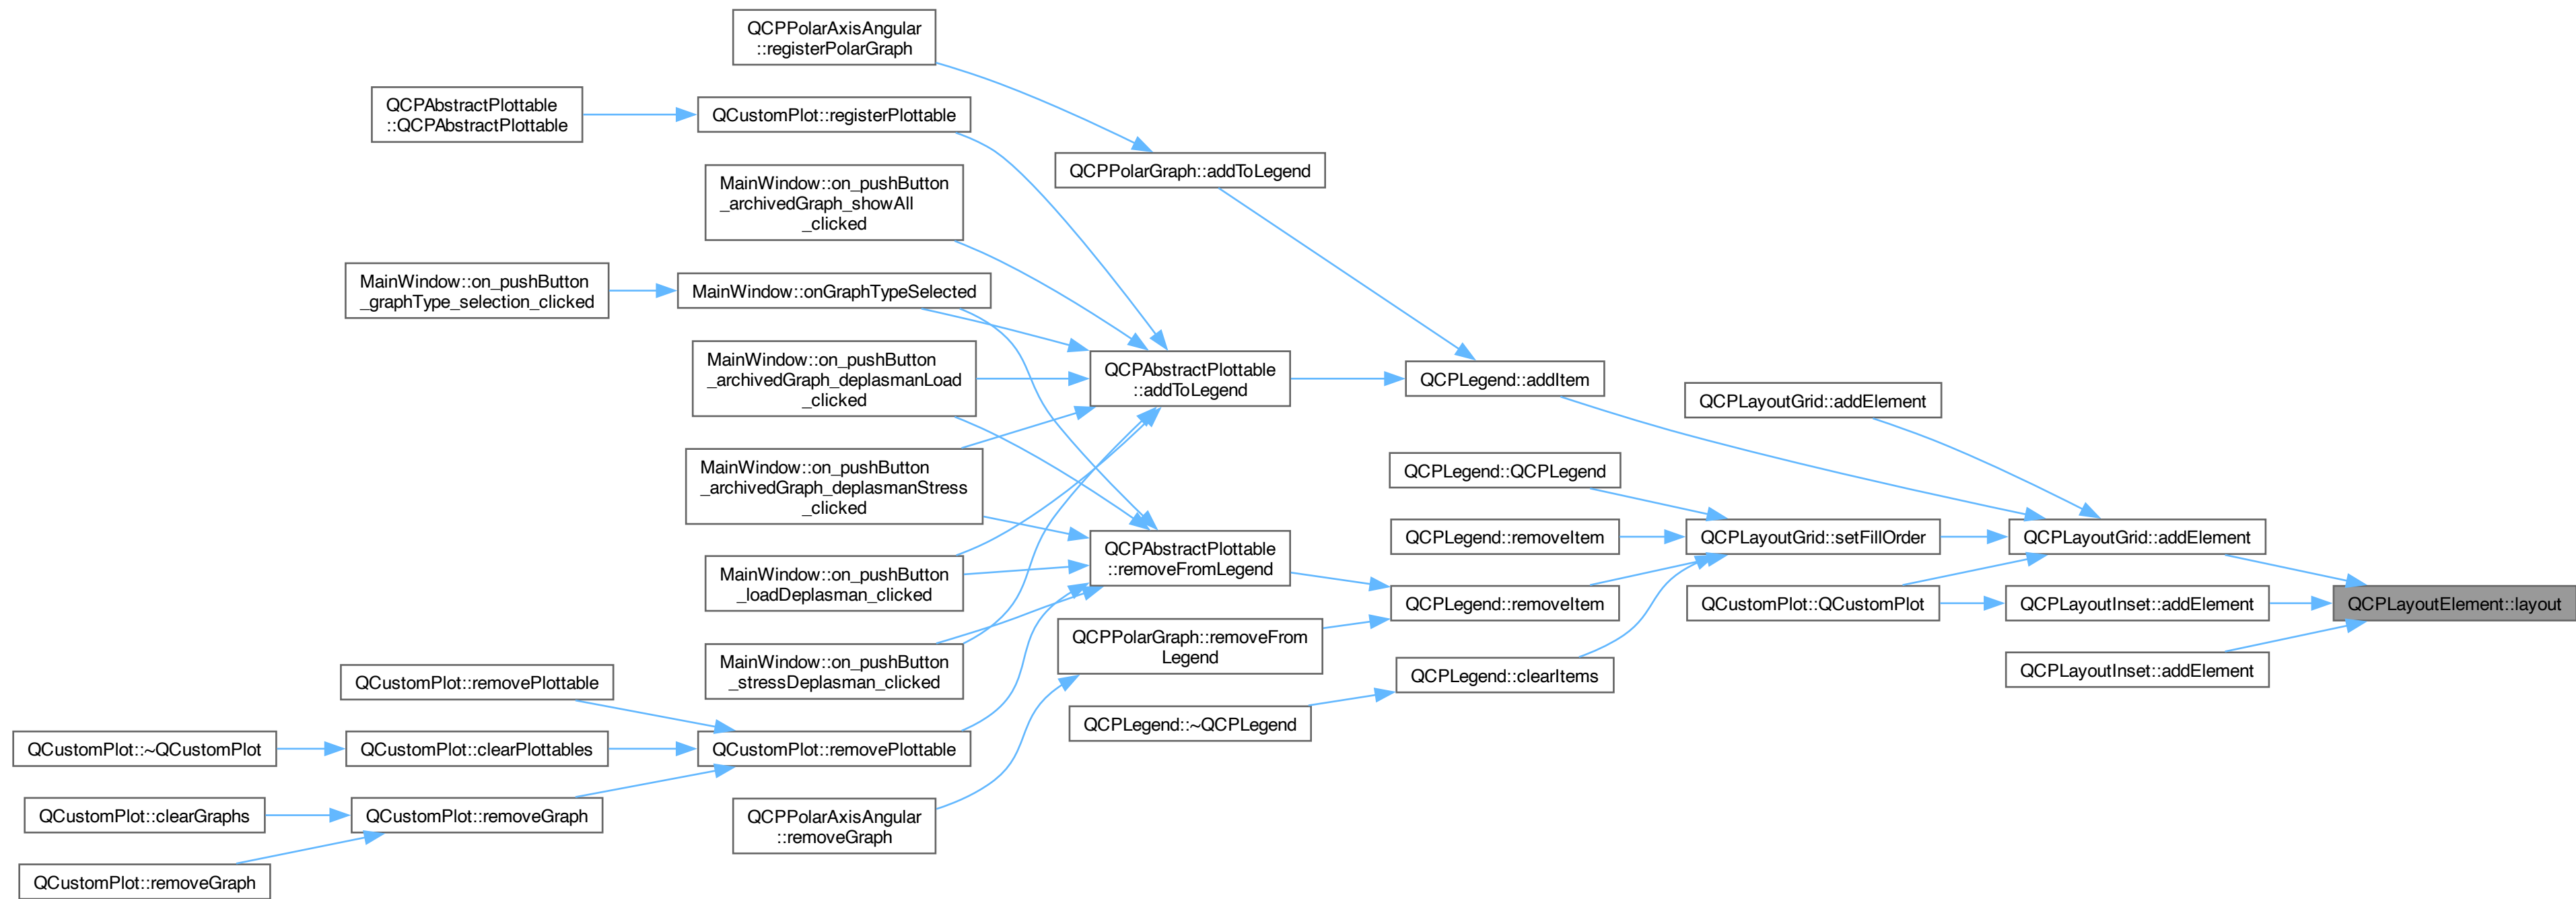 QCPPolarAxisAngular
::registerPolarGraph
QCPAbstractPlottable
::QCPAbstractPlottable
QCustomPlot::registerPlottable
QCPPolarGraph::addToLegend
MainWindow::on_pushButton
_archivedGraph_showAll
_clicked
MainWindow::on_pushButton
_graphType_selection_clicked
MainWindow::onGraphTypeSelected
MainWindow::on_pushButton
_archivedGraph_deplasmanLoad
_clicked
QCPAbstractPlottable
::addToLegend
QCPLegend::addItem
QCPLayoutGrid::addElement
MainWindow::on_pushButton
_archivedGraph_deplasmanStress
_clicked
QCPLegend::QCPLegend
QCPLegend::removeItem
QCPLayoutGrid::setFillOrder
QCPLayoutGrid::addElement
MainWindow::on_pushButton
_loadDeplasman_clicked
QCPAbstractPlottable
::removeFromLegend
QCPLegend::removeItem
QCustomPlot::QCustomPlot
QCPLayoutInset::addElement
QCPLayoutElement::layout
MainWindow::on_pushButton
_stressDeplasman_clicked
QCPPolarGraph::removeFrom
Legend
QCPLegend::clearItems
QCPLayoutInset::addElement
QCustomPlot::removePlottable
QCPLegend::~QCPLegend
QCustomPlot::~QCustomPlot
QCustomPlot::clearPlottables
QCustomPlot::removePlottable
QCustomPlot::clearGraphs
QCustomPlot::removeGraph
QCPPolarAxisAngular
::removeGraph
QCustomPlot::removeGraph